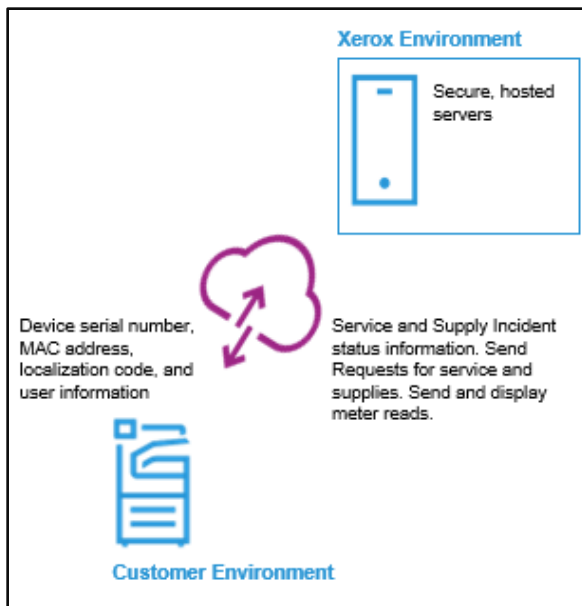 Xerox Environment
Secure, hosted
servers
Device serial number,
MAC address,
localization code, and
user information
Service and Supply Incident
status information. Send
Requests for service and
supplies. Send and display
meter reads.
Customer Environment